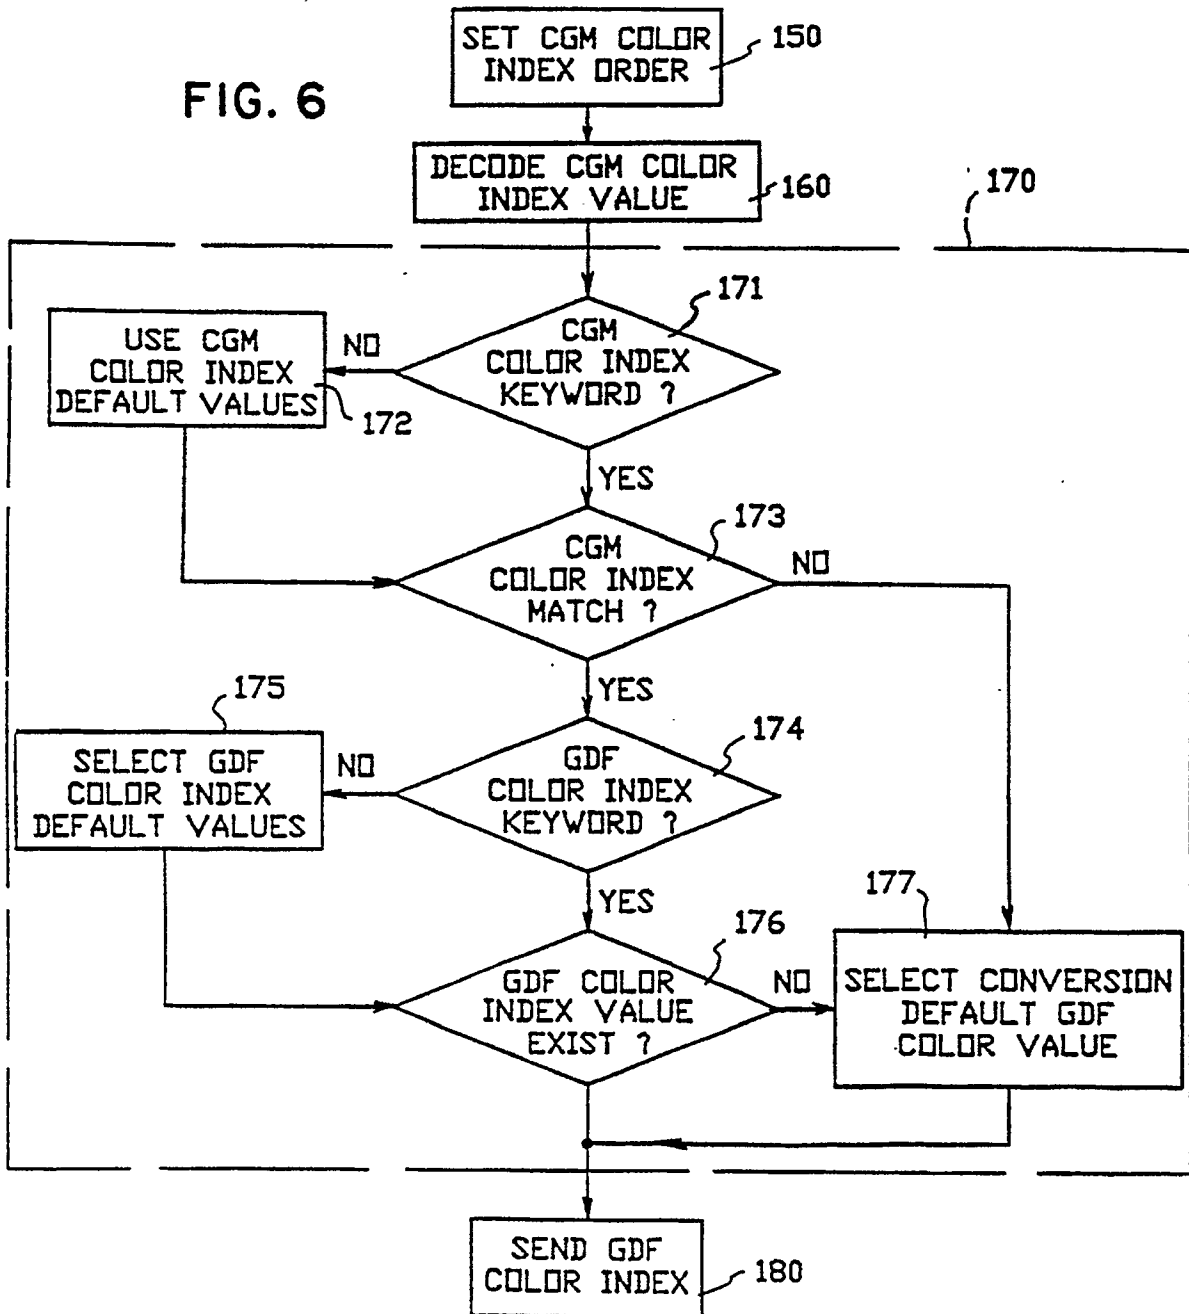 FIG. 6
SET CGM COLOR
INDEX ORDER
150
DECODE CGM COLOR
INDEX VALUE
160
170
171
CGM
COLOR INDEX
KEYWORD ?
NO
USE CGM
COLOR INDEX
DEFAULT VALUES
172
YES
173
CGM
COLOR INDEX
MATCH ?
NO
YES
175
174
GDF
COLOR INDEX
KEYWORD ?
NO
SELECT GDF
COLOR INDEX
DEFAULT VALUES
YES
176
177
GDF COLOR
INDEX VALUE
EXIST ?
NO
SELECT CONVERSION
DEFAULT GDF
COLOR VALUE
SEND GDF
COLOR INDEX
180